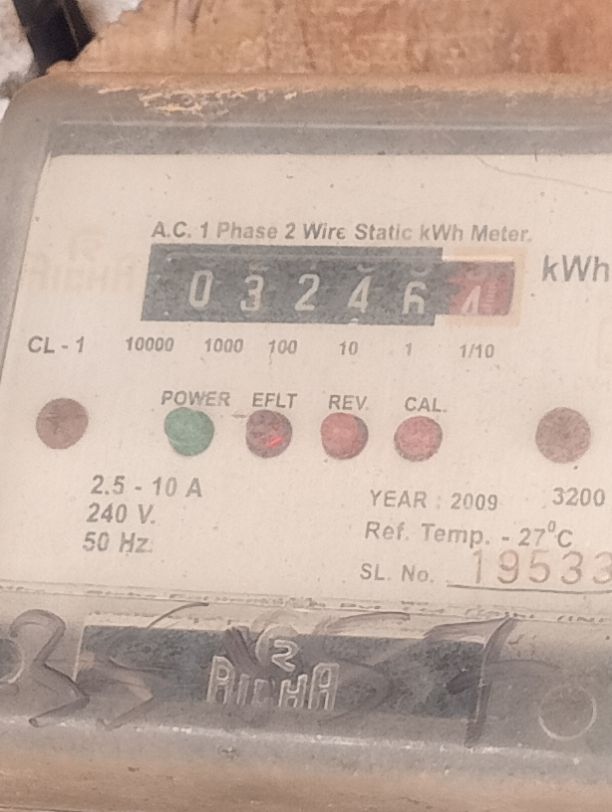 A.C. 1 Phase 2 Wire Static kWh Meter.
0 3 2 4 6 4 kWh
CL - 1 10000 1000 100 10 1 1/10
POWER EFLT REV. CAL.
2.5 - 10 A
240 V.
50 Hz.
YEAR : 2009 3200
Ref. Temp. - 27⁰C
SL. No. 19533
RICHA